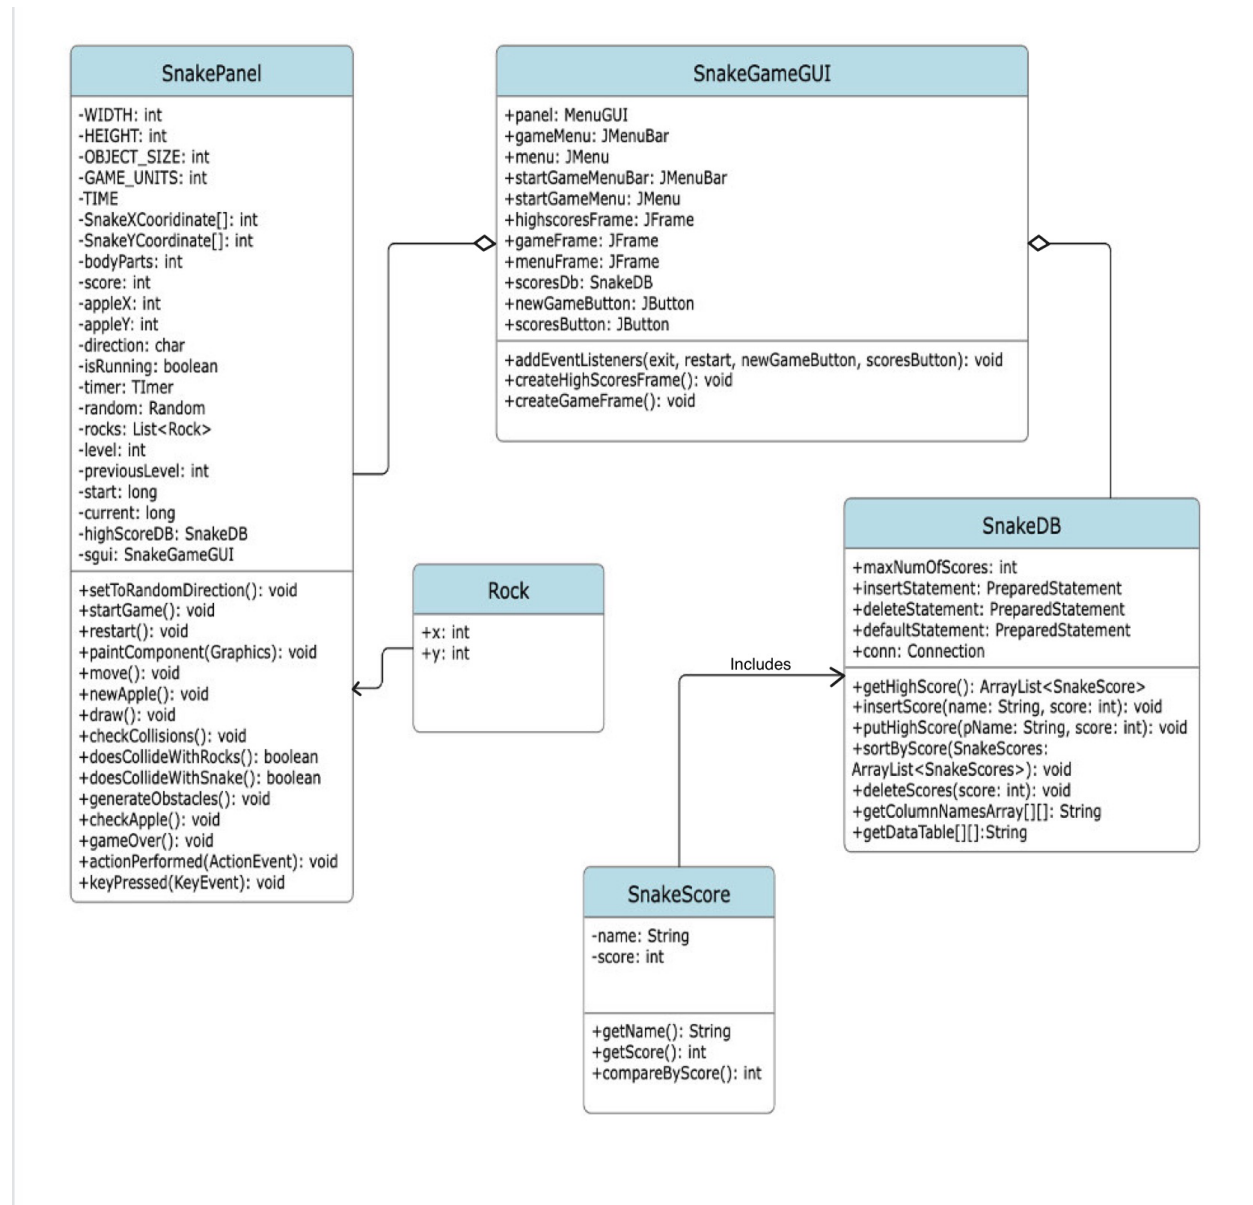 SnakePanel
-WIDTH: int
-HEIGHT: int
-OBJECT_SIZE: int
-GAME_UNITS: int
-TIME
-SnakeXCooridinate[]: int
-SnakeYCoordinate[]: int
-bodyParts: int
-score: int
-appleX: int
-appleY: int
-direction: char
-isRunning: boolean
-timer: TImer
-random: Random
-rocks: List<Rock>
-level: int
-previousLevel: int
-start: long
-current: long
-highScoreDB: SnakeDB
-sgui: SnakeGameGUI
+setToRandomDirection(): void
+startGame(): void
+restart(): void
+paintComponent(Graphics): void
+move(): void
+newApple(): void
+draw(): void
+checkCollisions(): void
+doesCollideWithRocks(): boolean
+doesCollideWithSnake(): boolean
+generateObstacles(): void
+checkApple(): void
+gameOver(): void
+actionPerformed(ActionEvent): void
+keyPressed(KeyEvent): void
SnakeGameGUI
+panel: MenuGUI
+gameMenu: JMenuBar
+menu: JMenu
+startGameMenuBar: JMenuBar
+startGameMenu: JMenu
+highscoresFrame: JFrame
+gameFrame: JFrame
+menuFrame: JFrame
+scoresDb: SnakeDB
+newGameButton: JButton
+scoresButton: JButton
+addEventListeners(exit, restart, newGameButton, scoresButton): void
+createHighScoresFrame(): void
+createGameFrame(): void
Rock
+x: int
+y: int
SnakeDB
+maxNumOfScores: int
+insertStatement: PreparedStatement
+deleteStatement: PreparedStatement
+defaultStatement: PreparedStatement
+conn: Connection
+getHighScore(): ArrayList<SnakeScore>
+insertScore(name: String, score: int): void
+putHighScore(pName: String, score: int): void
+sortByScore(SnakeScores:
ArrayList<SnakeScores>): void
+deleteScores(score: int): void
+getColumnNamesArray[][]: String
+getDataTable[][]:String
Includes
SnakeScore
-name: String
-score: int
+getName(): String
+getScore(): int
+compareByScore(): int